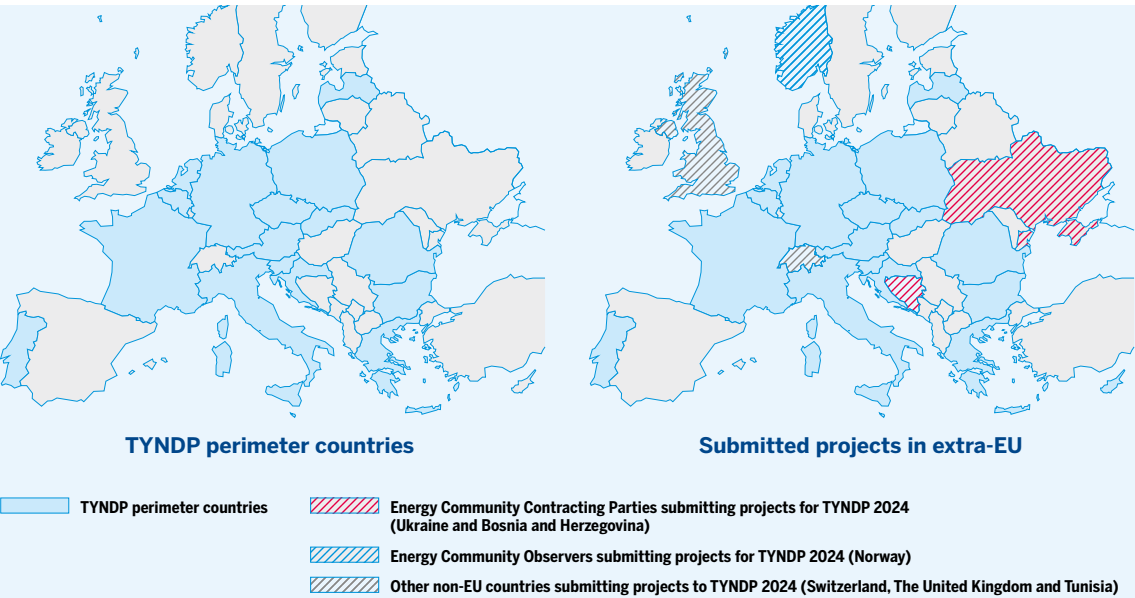 TYNDP perimeter countries
Submitted projects in extra-EU
TYNDP perimeter countries
Energy Community Contracting Parties submitting projects for TYNDP 2024
(Ukraine and Bosnia and Herzegovina)
Energy Community Observers submitting projects for TYNDP 2024 (Norway)
Other non-EU countries submitting projects to TYNDP 2024 (Switzerland, The United Kingdom and Tunisia)